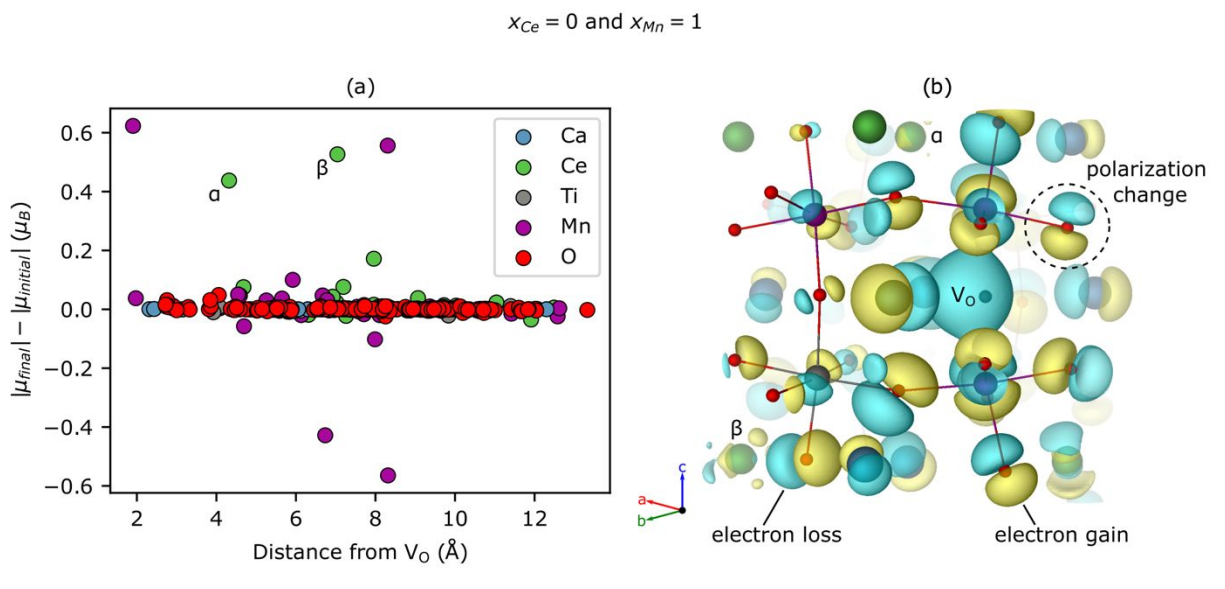 x_Ce = 0 and x_Mn = 1
(a)
|μ_final| − |μ_initial| (μ_B)
0.6
0.4
0.2
0.0
−0.2
−0.4
−0.6
α
β
Ca
Ce
Ti
Mn
O
2
4
6
8
10
12
Distance from V_O (Å)
(b)
α
polarization
change
V_O
β
c
a
b
electron loss
electron gain